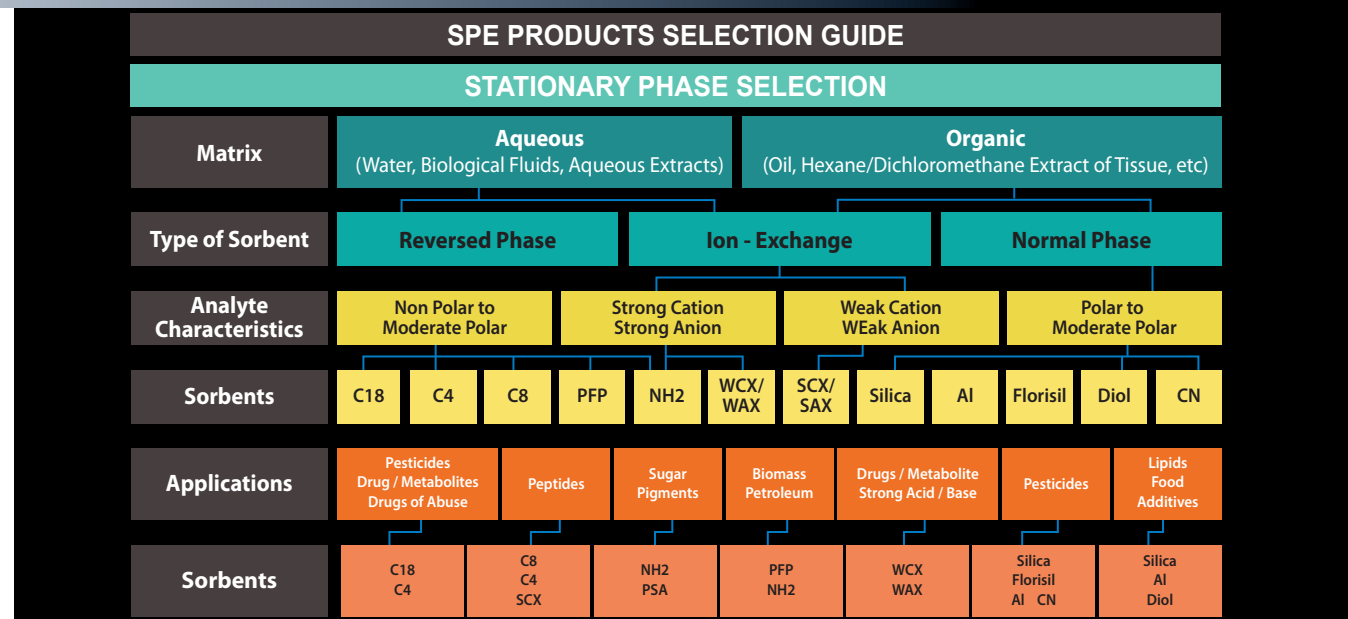 SPE PRODUCTS SELECTION GUIDE
STATIONARY PHASE SELECTION
Matrix
Aqueous
(Water, Biological Fluids, Aqueous Extracts)
Organic
(Oil, Hexane/Dichloromethane Extract of Tissue, etc)
Type of Sorbent
Reversed Phase
Ion - Exchange
Normal Phase
Analyte
Characteristics
Non Polar to
Moderate Polar
Strong Cation
Strong Anion
Weak Cation
WEak Anion
Polar to
Moderate Polar
Sorbents
C18
C4
C8
PFP
NH2
WCX/
WAX
SCX/
SAX
Silica
Al
Florisil
Diol
CN
Applications
Pesticides
Drug / Metabolites
Drugs of Abuse
Peptides
Sugar
Pigments
Biomass
Petroleum
Drugs / Metabolite
Strong Acid / Base
Pesticides
Lipids
Food
Additives
Sorbents
C18
C4
C8
C4
SCX
NH2
PSA
PFP
NH2
WCX
WAX
Silica
Florisil
Al CN
Silica
Al
Diol